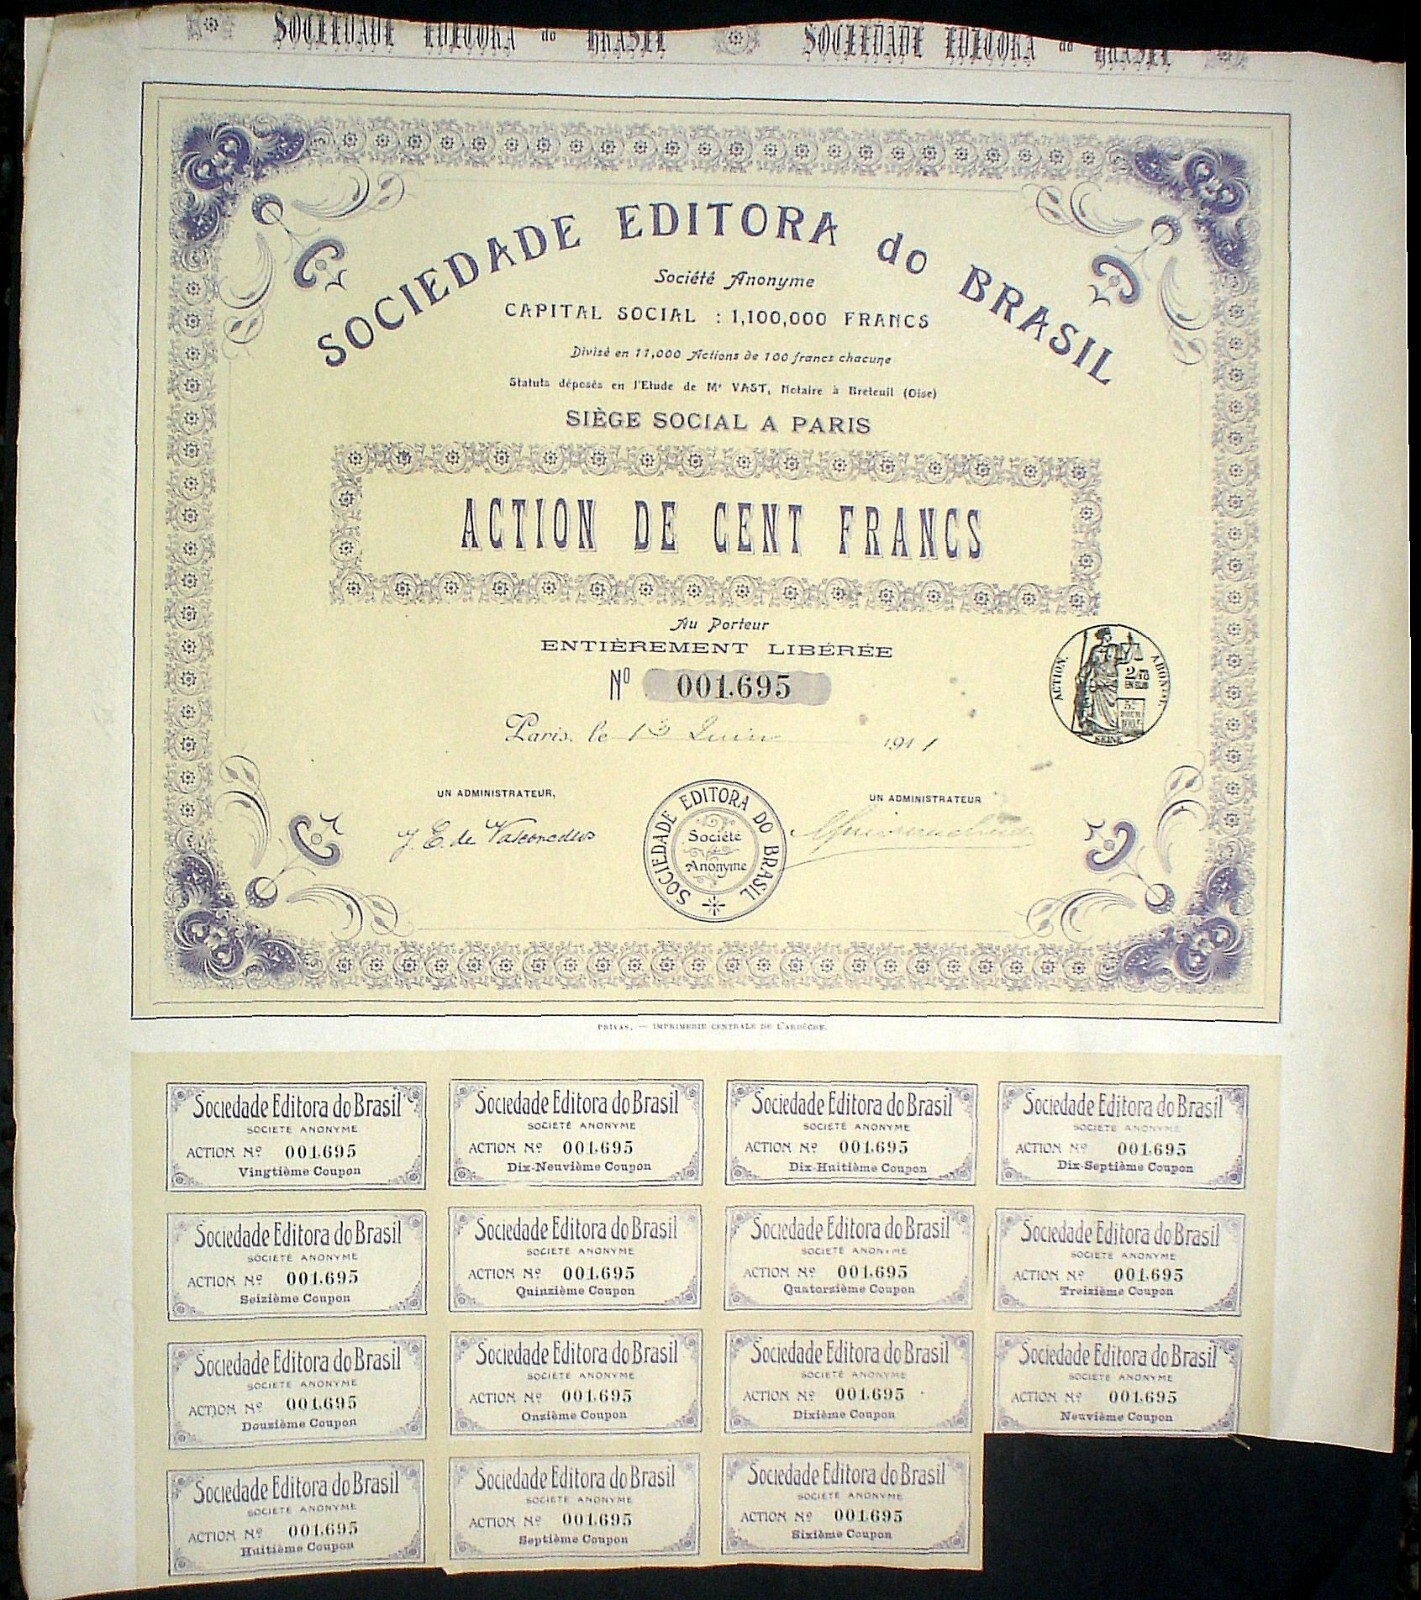 SOCIEDADE EDITORA do BRASIL SOCIEDADE EDITORA do BRASIL
SOCIEDADE EDITORA do BRASIL
Société Anonyme
CAPITAL SOCIAL : 1,100,000 FRANCS
Divisé en 11,000 Actions de 100 francs chacune
Statuts déposés en l'Etude de Me VAST, Notaire à Breteuil (Oise)
SIÈGE SOCIAL A PARIS
ACTION DE CENT FRANCS
Au Porteur
ENTIÈREMENT LIBÉRÉE
No 001.695
ACTION.
SEINE
Paris, le 13 Juin 1911
UN ADMINISTRATEUR, UN ADMINISTRATEUR
J. E. de Vasconcelos
SOCIEDADE EDITORA DO BRASIL
Société
Anonyme
PRIVAS. — IMPRIMERIE CENTRALE DE L'ARDÈCHE.
Sociedade Editora do Brasil
SOCIÉTÉ ANONYME
ACTION No 001.695
Vingtième Coupon
Sociedade Editora do Brasil
SOCIÉTÉ ANONYME
ACTION No 001.695
Dix-Neuvième Coupon
Sociedade Editora do Brasil
SOCIÉTÉ ANONYME
ACTION No 001.695
Dix-Huitième Coupon
Sociedade Editora do Brasil
SOCIÉTÉ ANONYME
ACTION No 001.695
Dix-Septième Coupon
Sociedade Editora do Brasil
SOCIÉTÉ ANONYME
ACTION No 001.695
Seizième Coupon
Sociedade Editora do Brasil
SOCIÉTÉ ANONYME
ACTION No 001.695
Quinzième Coupon
Sociedade Editora do Brasil
SOCIÉTÉ ANONYME
ACTION No 001.695
Quatorzième Coupon
Sociedade Editora do Brasil
SOCIÉTÉ ANONYME
ACTION No 001.695
Treizième Coupon
Sociedade Editora do Brasil
SOCIÉTÉ ANONYME
ACTION No 001.695
Douzième Coupon
Sociedade Editora do Brasil
SOCIÉTÉ ANONYME
ACTION No 001.695
Onzième Coupon
Sociedade Editora do Brasil
SOCIÉTÉ ANONYME
ACTION No 001.695
Dixième Coupon
Sociedade Editora do Brasil
SOCIÉTÉ ANONYME
ACTION No 001.695
Neuvième Coupon
Sociedade Editora do Brasil
SOCIÉTÉ ANONYME
ACTION No 001.695
Huitième Coupon
Sociedade Editora do Brasil
SOCIÉTÉ ANONYME
ACTION No 001.695
Septième Coupon
Sociedade Editora do Brasil
SOCIÉTÉ ANONYME
ACTION No 001.695
Sixième Coupon